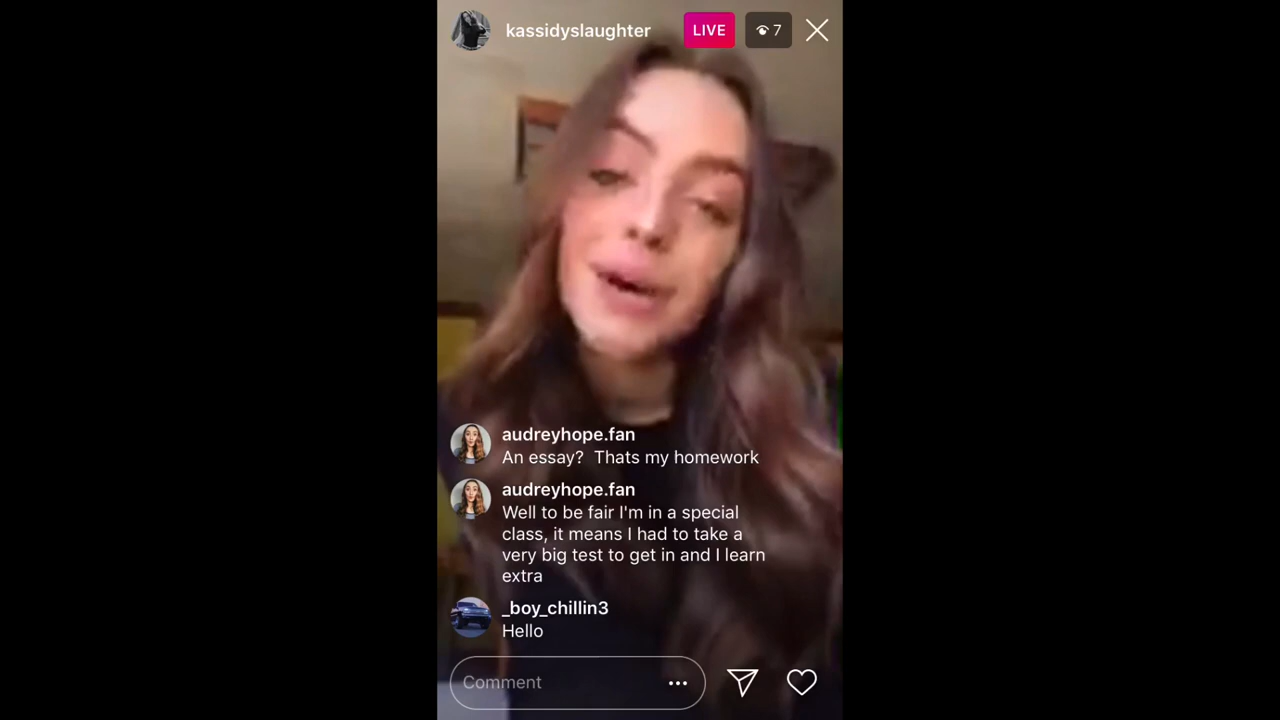 kassidyslaughter LIVE 7
audreyhope.fan
An essay? Thats my homework
audreyhope.fan
Well to be fair I'm in a special
class, it means I had to take a
very big test to get in and I learn
extra
_boy_chillin3
Hello
Comment